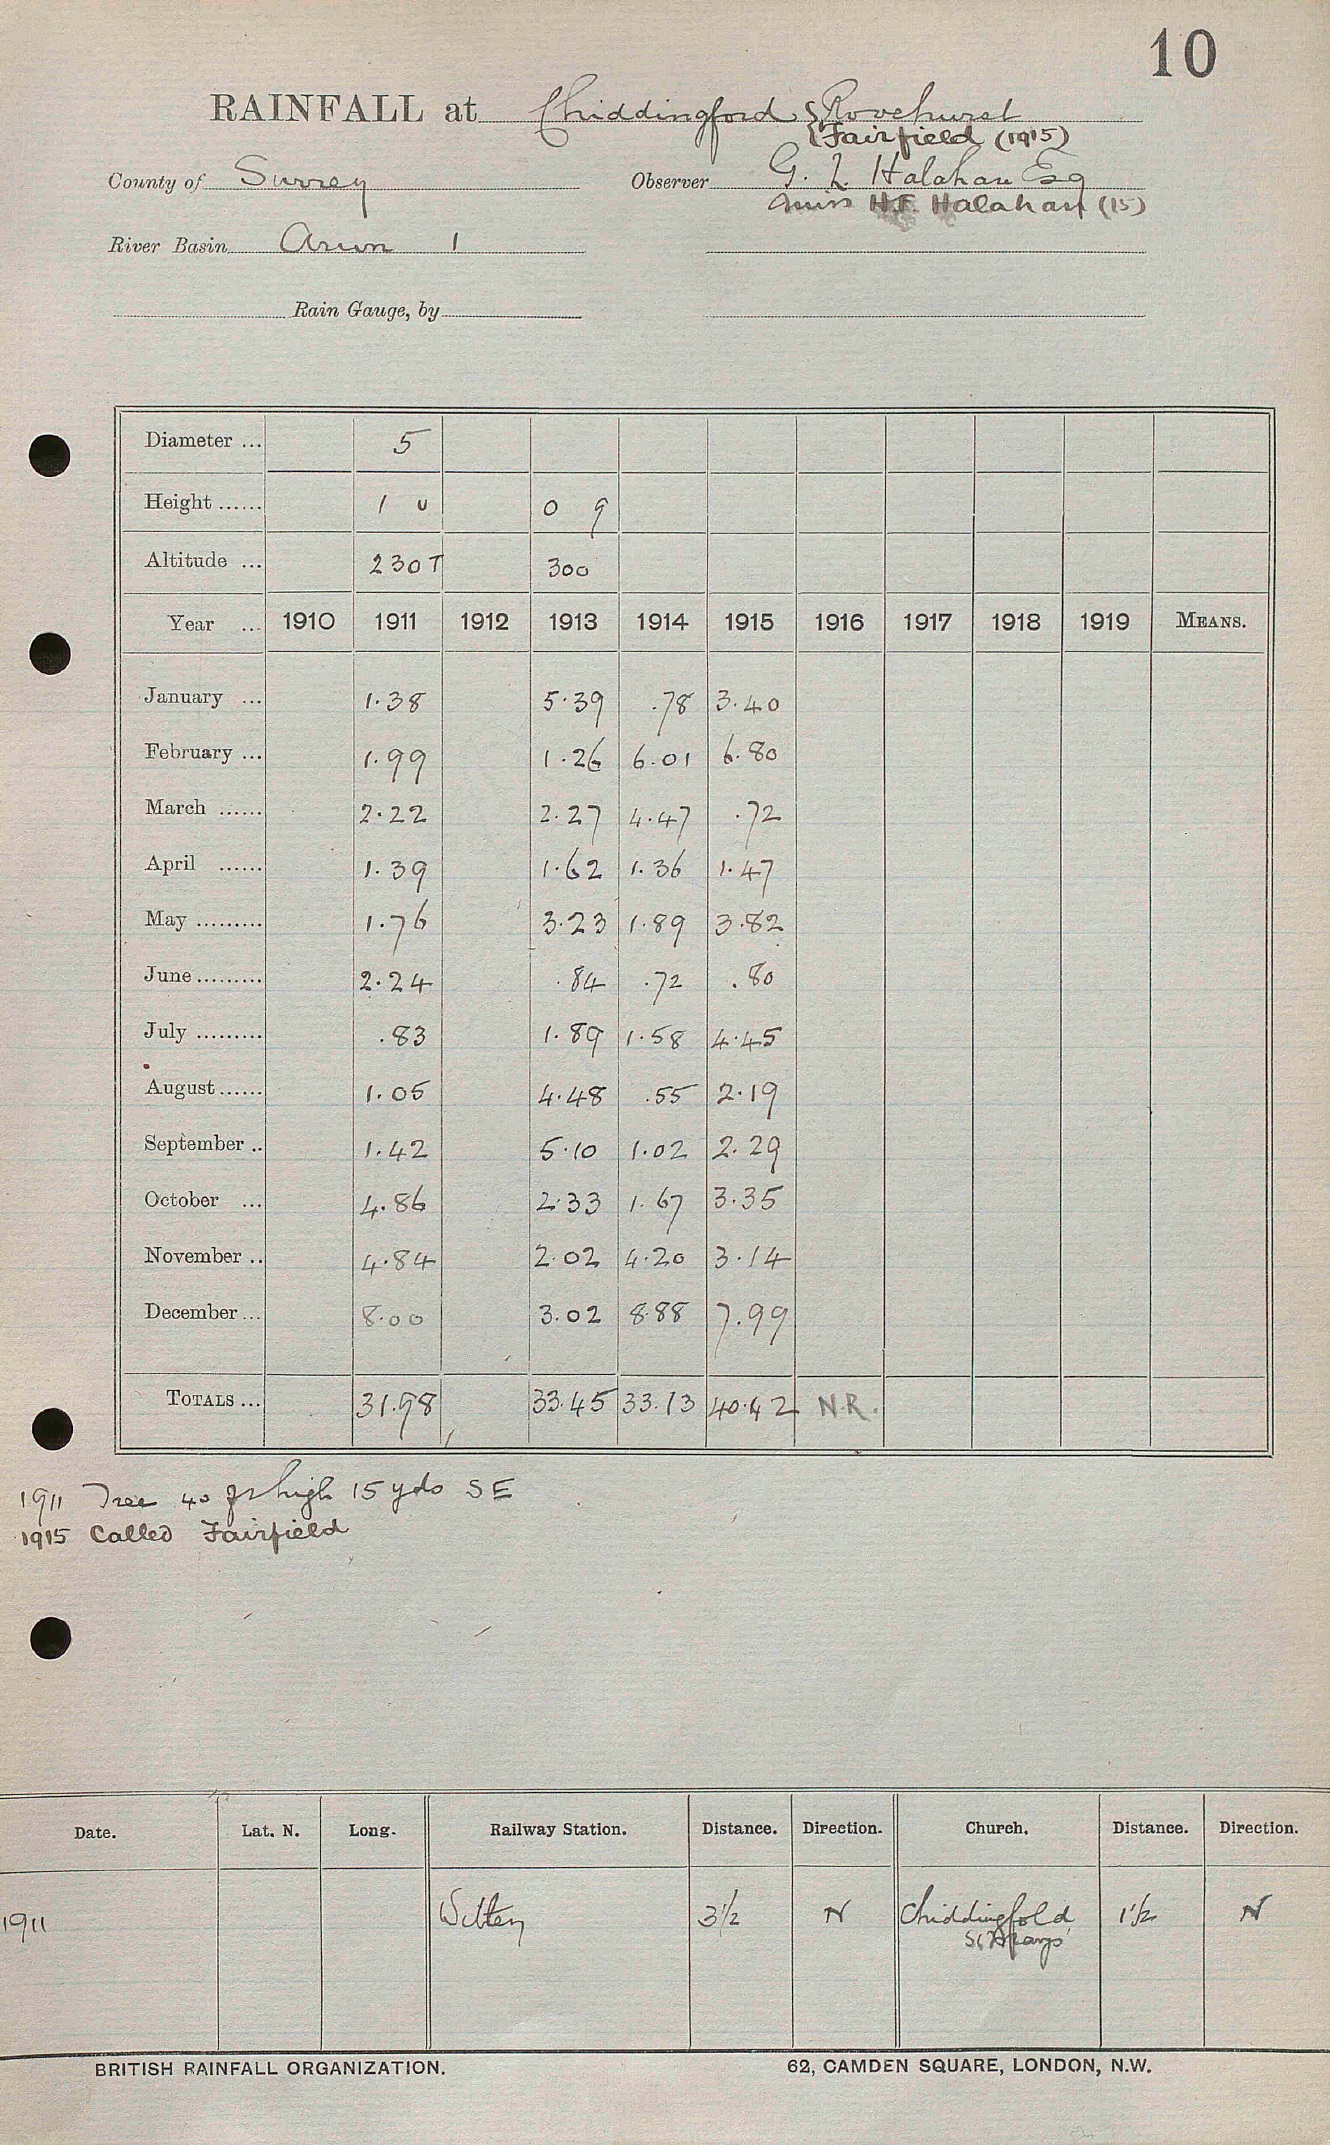 10
RAINFALL at Chiddingford { Rovehurst
{ Fairfield (1915)
County of Surrey Observer G. L. Halahan Esq
Miss H.F. Halahan (15)
River Basin Arun 1
Rain Gauge, by
Diameter ... 5
Height ...... 1 0 0 9
Altitude ... 230T 300
Year ... 1910 1911 1912 1913 1914 1915 1916 1917 1918 1919 MEANS.
January ... 1.38 5.39 .78 3.40
February ... 1.99 1.26 6.01 6.80
March ...... 2.22 2.27 4.47 .72
April ...... 1.39 1.62 1.36 1.47
May ......... 1.76 3.23 1.89 3.82
June ......... 2.24 .84 .72 .80
July ......... .83 1.89 1.58 4.45
August ...... 1.05 4.48 .55 2.19
September .. 1.42 5.10 1.02 2.29
October ... 4.86 2.33 1.67 3.35
November .. 4.84 2.02 4.20 3.14
December ... 8.00 3.02 8.88 7.99
TOTALS ... 31.98 33.45 33.13 40.42 N.R.
1911 Tree 40 ft high 15 yds SE
1915 Called Fairfield
Date. Lat. N. Long. Railway Station. Distance. Direction. Church. Distance. Direction.
1911 Witley 3½ N Chiddingfold 1½ N
St Marys
BRITISH RAINFALL ORGANIZATION. 62, CAMDEN SQUARE, LONDON, N.W.